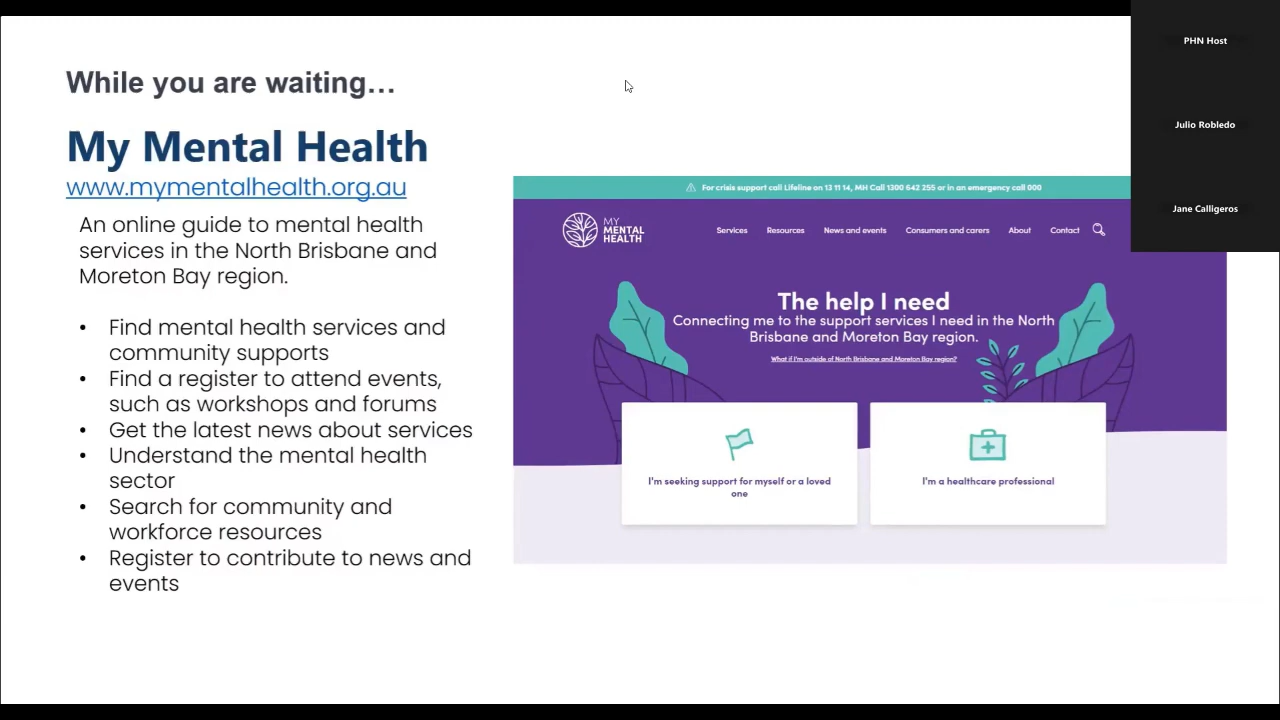 While you are waiting...
My Mental Health
www.mymentalhealth.org.au
An online guide to mental health
services in the North Brisbane and
Moreton Bay region.
• Find mental health services and
community supports
• Find a register to attend events,
such as workshops and forums
• Get the latest news about services
• Understand the mental health
sector
• Search for community and
workforce resources
• Register to contribute to news and
events
For crisis support call Lifeline on 13 11 14, MH Call 1300 642 255 or in an emergency call 000
MY
MENTAL
HEALTH
Services Resources News and events Consumers and carers About Contact
The help I need
Connecting me to the support services I need in the North
Brisbane and Moreton Bay region.
What if I'm outside of North Brisbane and Moreton Bay region?
I'm seeking support for myself or a loved
one
I'm a healthcare professional
PHN Host
Julio Robledo
Jane Calligeros